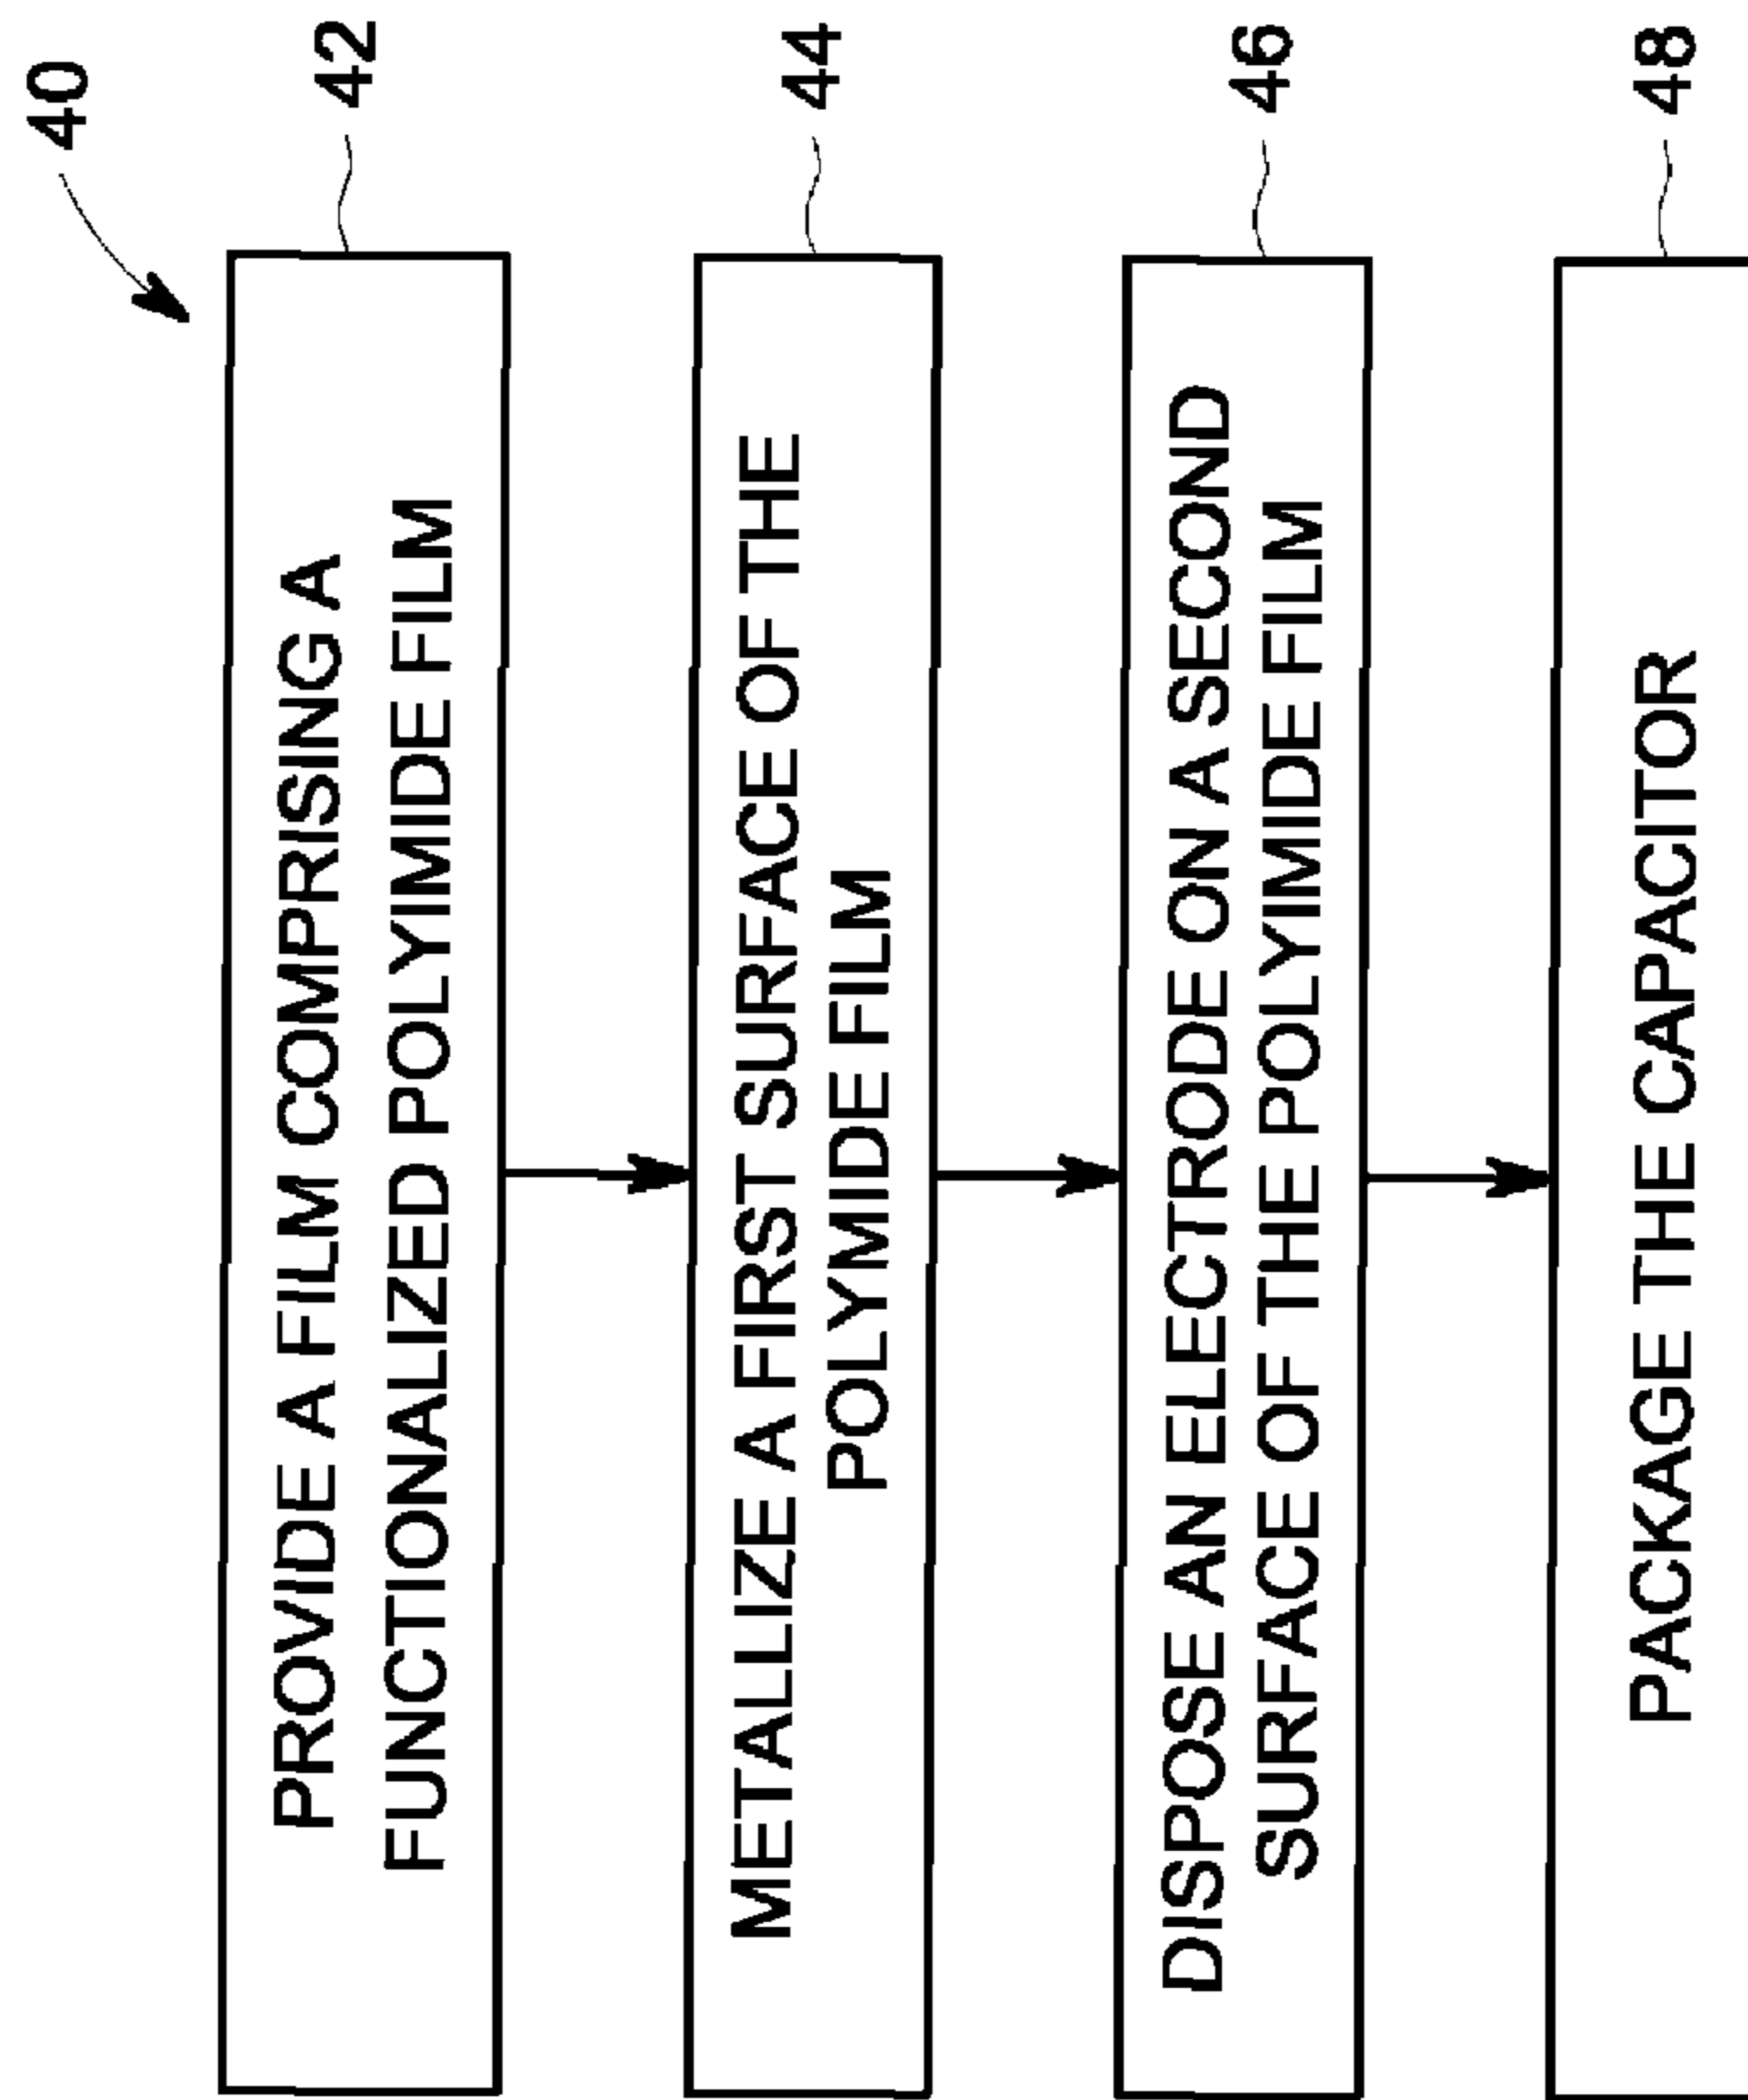 40
PROVIDE A FILM COMPRISING A
FUNCTIONALIZED POLYIMIDE FILM
42
METALLIZE A FIRST SURFACE OF THE
POLYMIDE FILM
44
DISPOSE AN ELECTRODE ON A SECOND
SURFACE OF THE POLYIMIDE FILM
46
PACKAGE THE CAPACITOR
48